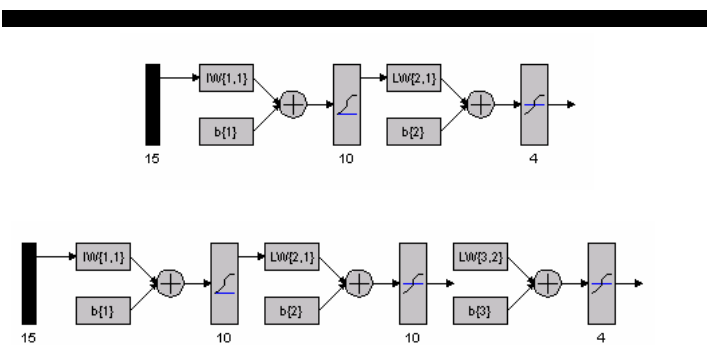 IW{1,1} LW{2,1}
b{1} b{2}
15 10 4
IW{1,1} LW{2,1} LW{3,2}
b{1} b{2} b{3}
15 10 10 4